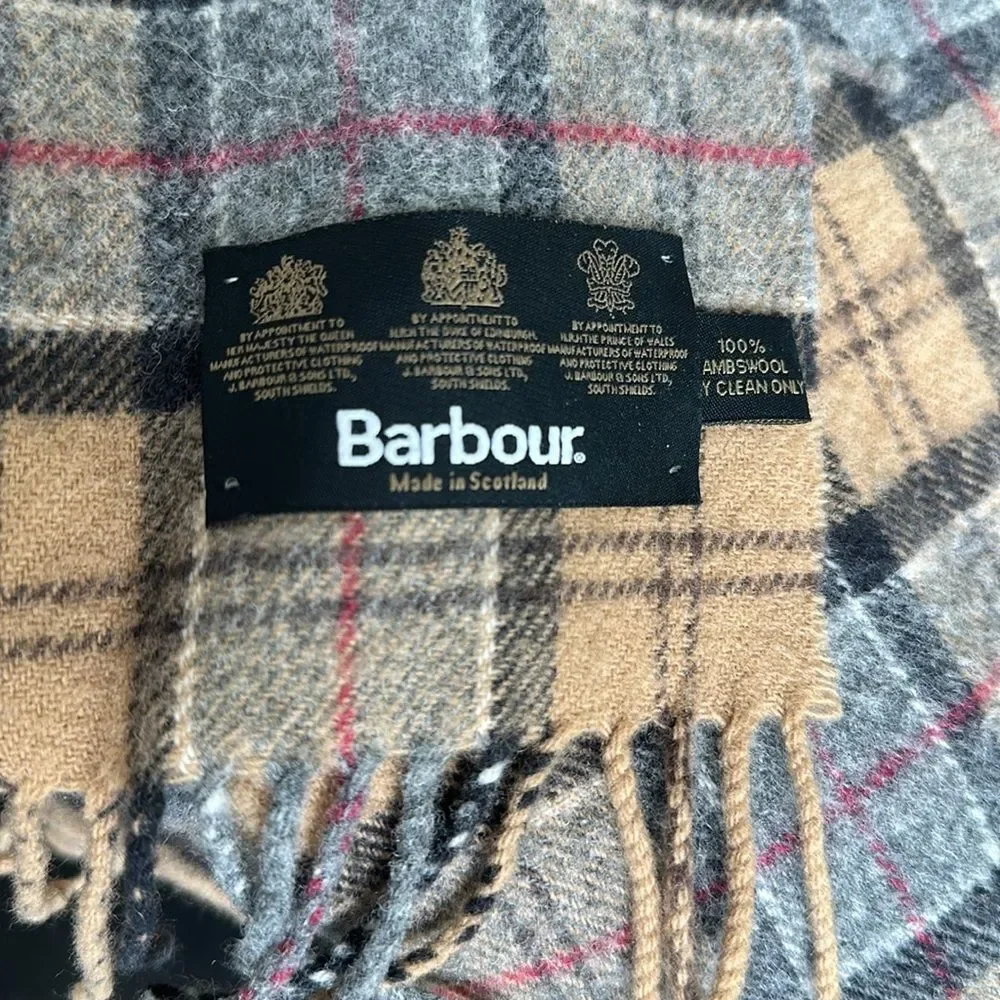 BY APPOINTMENT TO
HER MAJESTY THE QUEEN
MANUFACTURERS OF WATERPROOF
AND PROTECTIVE CLOTHING
J. BARBOUR & SONS LTD,
SOUTH SHIELDS.
BY APPOINTMENT TO
H.R.H THE DUKE OF EDINBURGH,
MANUFACTURERS OF WATERPROOF
AND PROTECTIVE CLOTHING
J. BARBOUR & SONS LTD,
SOUTH SHIELDS.
BY APPOINTMENT TO
H.R.H THE PRINCE OF WALES
MANUFACTURERS OF WATERPROOF
AND PROTECTIVE CLOTHING
J. BARBOUR & SONS LTD,
SOUTH SHIELDS.
Barbour.
Made in Scotland
100%
AMBSWOOL
Y CLEAN ONLY